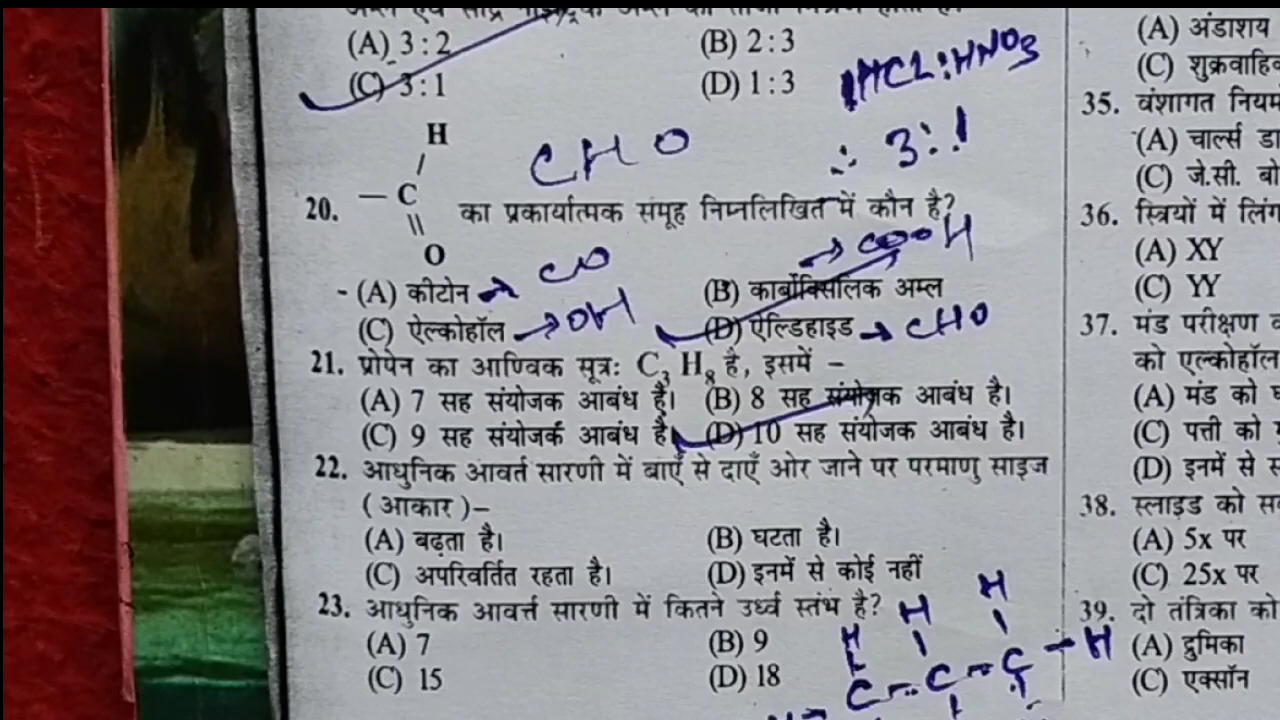 (A) 3 : 2 (B) 2 : 3
(C) 3 : 1 (D) 1 : 3
HCL : HNO3
∴ 3 : 1
H
CHO
20. — C का प्रकार्यात्मक समूह निम्नलिखित में कौन है?
O
- (A) कीटोन → CO (B) कार्बोक्सिलिक अम्ल → COOH
(C) ऐल्कोहॉल → OH (D) ऐल्डिहाइड → CHO
21. प्रोपेन का आण्विक सूत्रः C3 H8 है, इसमें –
(A) 7 सह संयोजक आबंध है। (B) 8 सह संयोजक आबंध है।
(C) 9 सह संयोजक आबंध है। (D) 10 सह संयोजक आबंध है।
22. आधुनिक आवर्त सारणी में बाएँ से दाएँ ओर जाने पर परमाणु साइज
( आकार )–
(A) बढ़ता है। (B) घटता है।
(C) अपरिवर्तित रहता है। (D) इनमें से कोई नहीं
23. आधुनिक आवर्त्त सारणी में कितने उर्ध्व स्तंभ है?
(A) 7 (B) 9
(C) 15 (D) 18
H H H
C C C H
(A) अंडाशय
(C)
35. वंशागत
(A) चार्ल्स
(C) जे.सी.
36. स्त्रियों में
(A) XY
(C) YY
37. मंड परीक्षण
को एल्कोहॉल
(A) मंड को
(C) पत्ती को
(D) इनमें से
38. स्लाइड को
(A) 5x पर
(C) 25x पर
39. दो तंत्रिका को
(A) द्रुमिका
(C) एक्सॉन